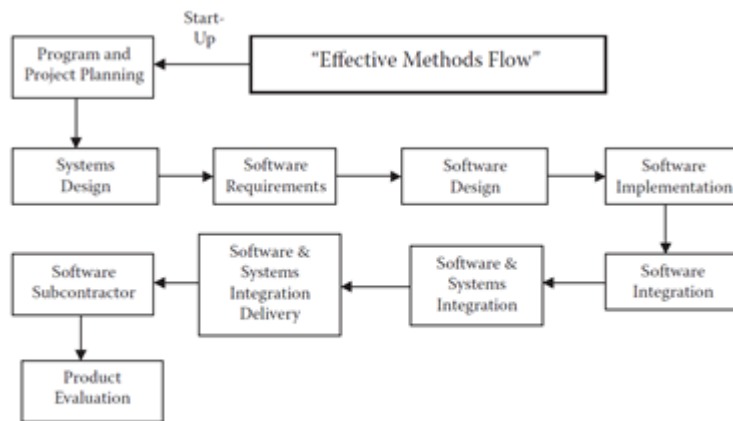 Start-
Up
Program and
Project Planning
“Effective Methods Flow”
Systems
Design
Software
Requirements
Software
Design
Software
Implementation
Software
Subcontractor
Software &
Systems
Integration
Delivery
Software &
Systems
Integration
Software
Integration
Product
Evaluation